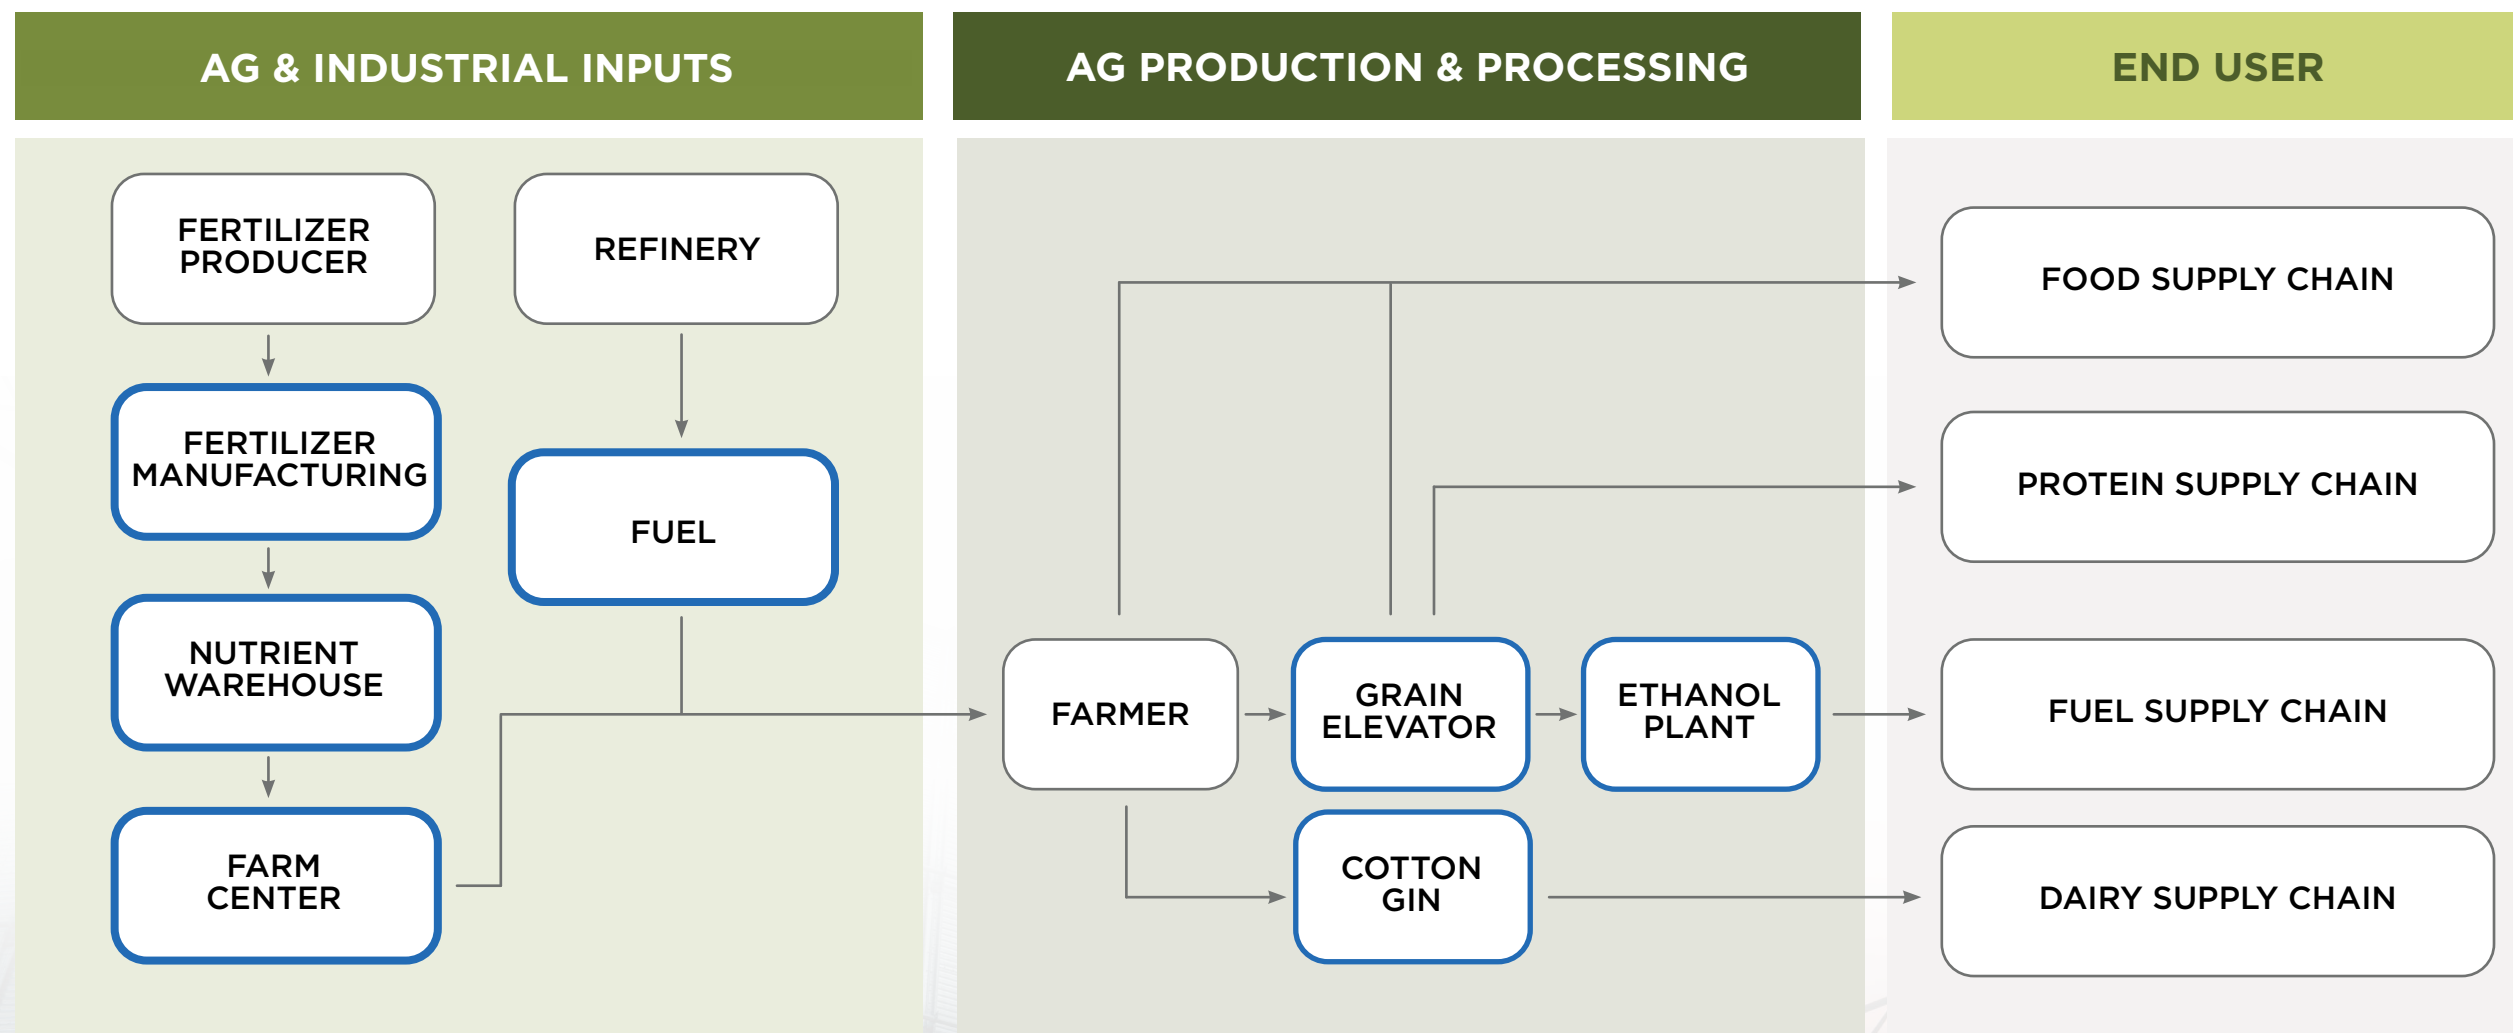 AG & INDUSTRIAL INPUTS
AG PRODUCTION & PROCESSING
END USER
FERTILIZER
PRODUCER
REFINERY
FERTILIZER
MANUFACTURING
FUEL
NUTRIENT
WAREHOUSE
FARM
CENTER
FARMER
GRAIN
ELEVATOR
ETHANOL
PLANT
COTTON
GIN
FOOD SUPPLY CHAIN
PROTEIN SUPPLY CHAIN
FUEL SUPPLY CHAIN
DAIRY SUPPLY CHAIN